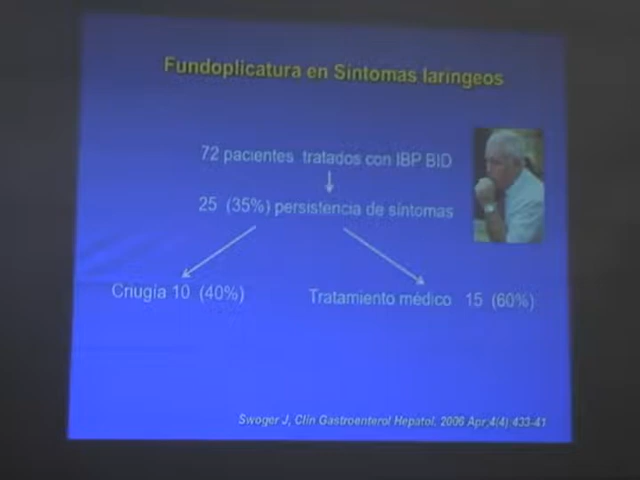 Fundoplicatura en Síntomas laríngeos
72 pacientes tratados con IBP BID
25 (35%) persistencia de síntomas
Criugía 10 (40%)
Tratamiento médico 15 (60%)
Swoger J, Clin Gastroenterol Hepatol. 2006 Apr;4(4):433-41